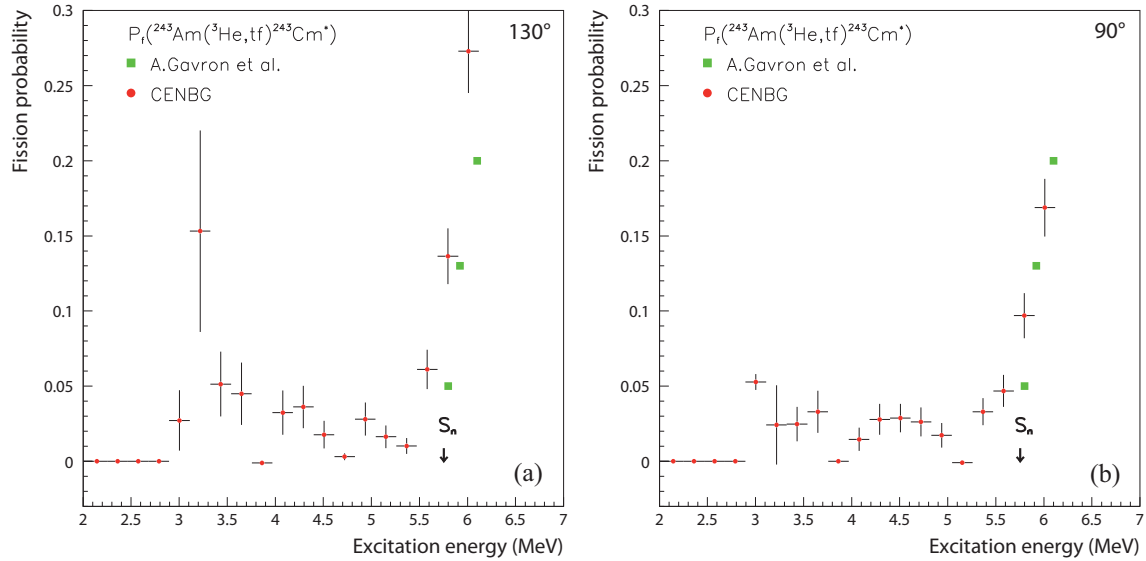 P_f(²⁴³Am(³He,tf)²⁴³Cm*)
130°
A.Gavron et al.
CENBG
Fission probability
0.3
0.25
0.2
0.15
0.1
0.05
0
Sₙ
(a)
2 2.5 3 3.5 4 4.5 5 5.5 6 6.5 7
Excitation energy (MeV)
P_f(²⁴³Am(³He,tf)²⁴³Cm*)
90°
A.Gavron et al.
CENBG
Fission probability
0.3
0.25
0.2
0.15
0.1
0.05
0
Sₙ
(b)
2 2.5 3 3.5 4 4.5 5 5.5 6 6.5 7
Excitation energy (MeV)